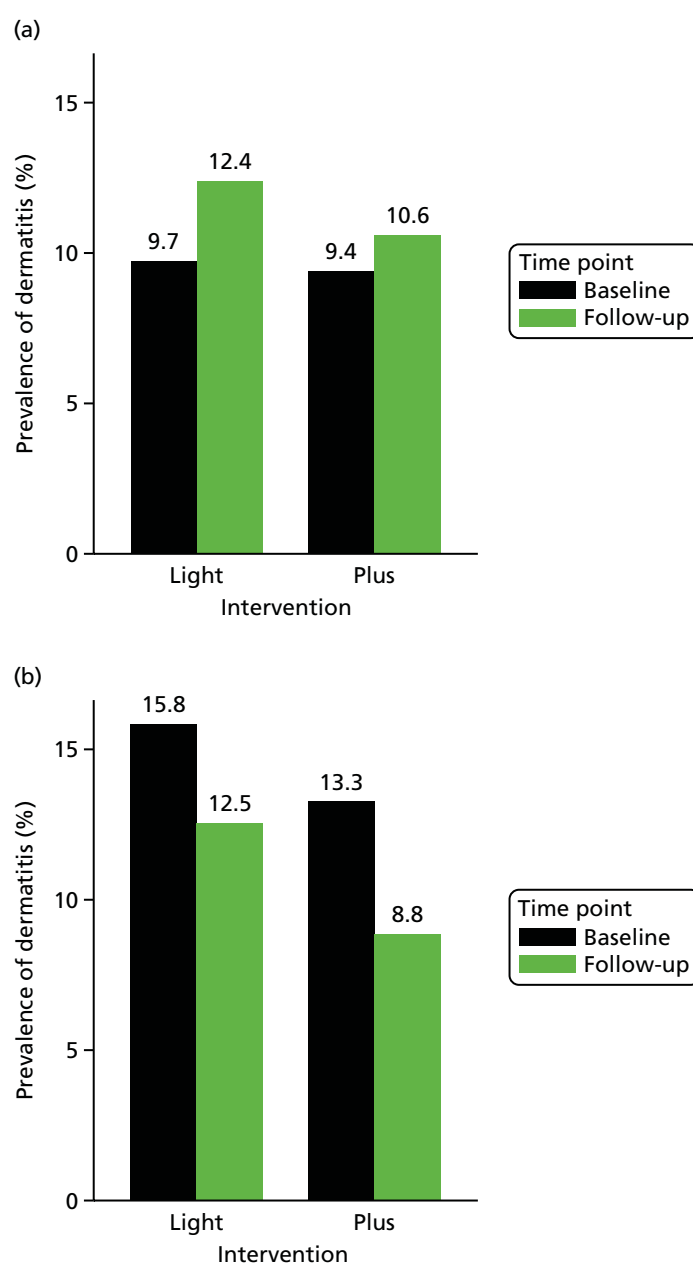 (a)
Prevalence of dermatitis (%)
15
10
5
0
9.7
12.4
9.4
10.6
Light
Plus
Intervention
Time point
Baseline
Follow-up
(b)
Prevalence of dermatitis (%)
15
10
5
0
15.8
12.5
13.3
8.8
Light
Plus
Intervention
Time point
Baseline
Follow-up